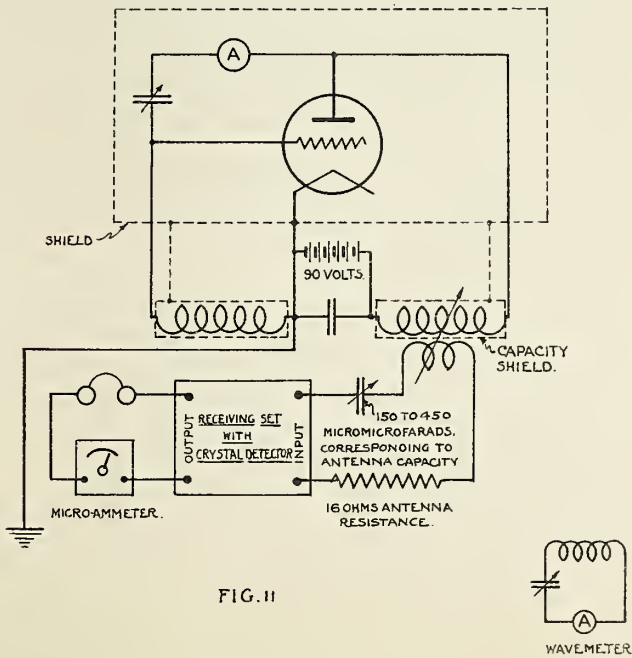 A
SHIELD
90 VOLTS.
CAPACITY
SHIELD.
OUTPUT
RECEIVING SET
WITH
CRYSTAL DETECTOR
INPUT
150 TO 450
MICROMICROFARADS,
CORRESPONDING TO
ANTENNA CAPACITY
16 OHMS ANTENNA
RESISTANCE.
MICRO-AMMETER.
FIG. 11
A
WAVEMETER